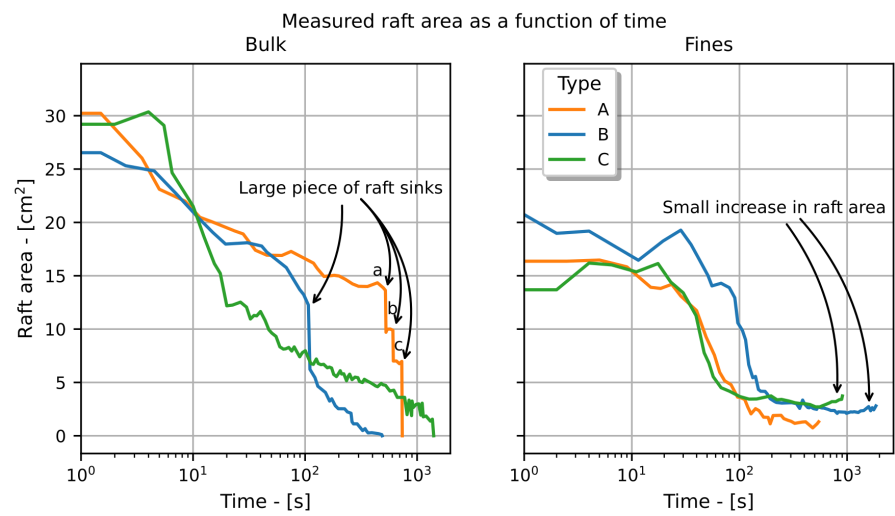 Measured raft area as a function of time
Bulk
Fines
Raft area - [cm²]
30
25
20
15
10
5
0
Large piece of raft sinks
a
b
c
10⁰
10¹
10²
10³
Time - [s]
Type
A
B
C
Small increase in raft area
10⁰
10¹
10²
10³
Time - [s]